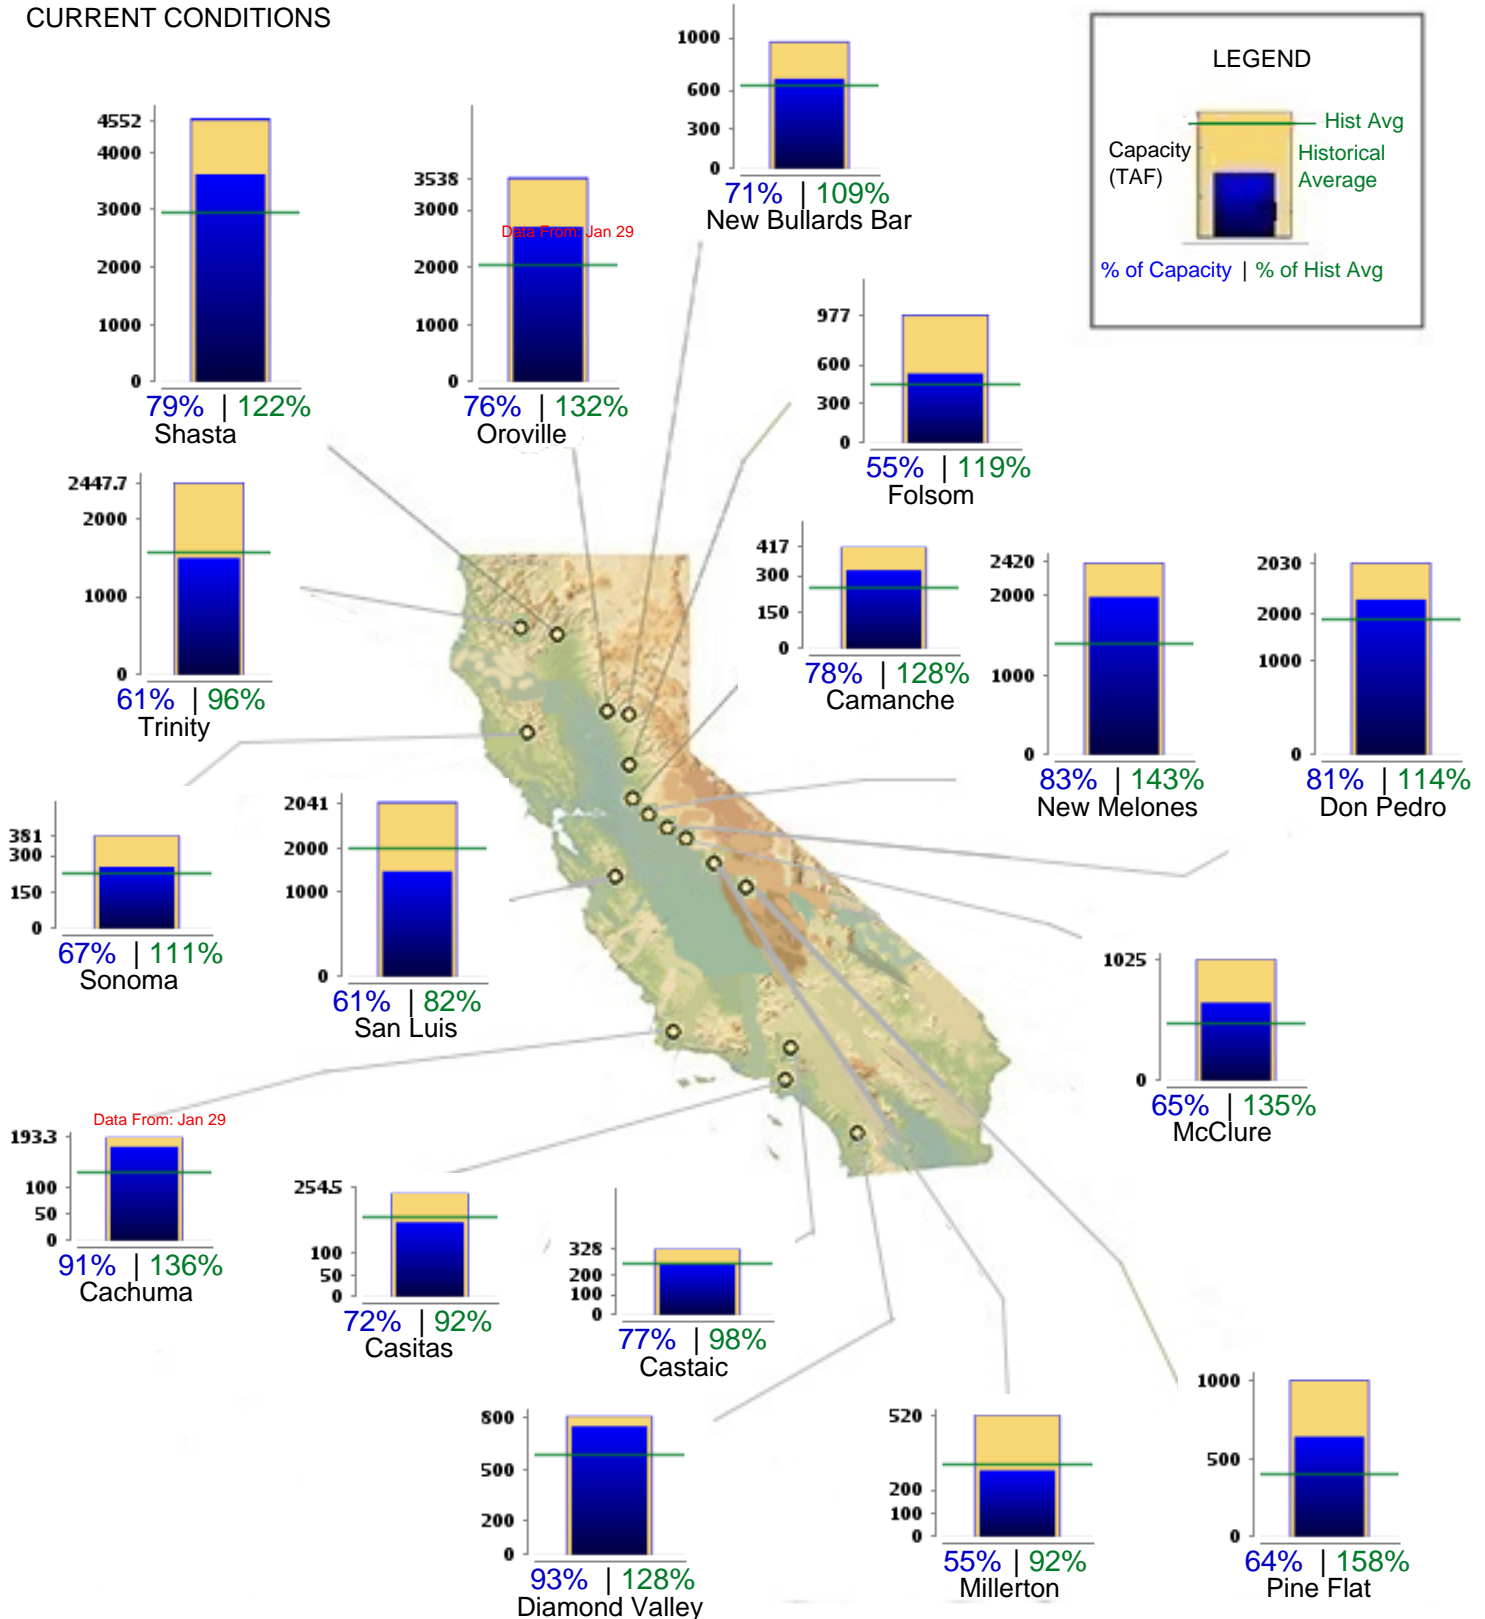 CURRENT CONDITIONS
1000
600
300
0
71% | 109%
New Bullards Bar
LEGEND
Hist Avg
Capacity
(TAF)
Historical
Average
% of Capacity | % of Hist Avg
4552
4000
3000
2000
1000
0
79% | 122%
Shasta
3538
3000
2000
1000
0
Data From: Jan 29
76% | 132%
Oroville
977
600
300
0
55% | 119%
Folsom
2447.7
2000
1000
0
61% | 96%
Trinity
417
300
150
0
78% | 128%
Camanche
2420
2000
1000
0
83% | 143%
New Melones
2030
2000
1000
0
81% | 114%
Don Pedro
381
300
150
0
67% | 111%
Sonoma
2041
2000
1000
0
61% | 82%
San Luis
1025
0
65% | 135%
McClure
Data From: Jan 29
193.3
100
50
0
91% | 136%
Cachuma
254.5
100
50
0
72% | 92%
Casitas
328
200
100
0
77% | 98%
Castaic
800
500
200
0
93% | 128%
Diamond Valley
520
200
100
0
55% | 92%
Millerton
1000
500
0
64% | 158%
Pine Flat